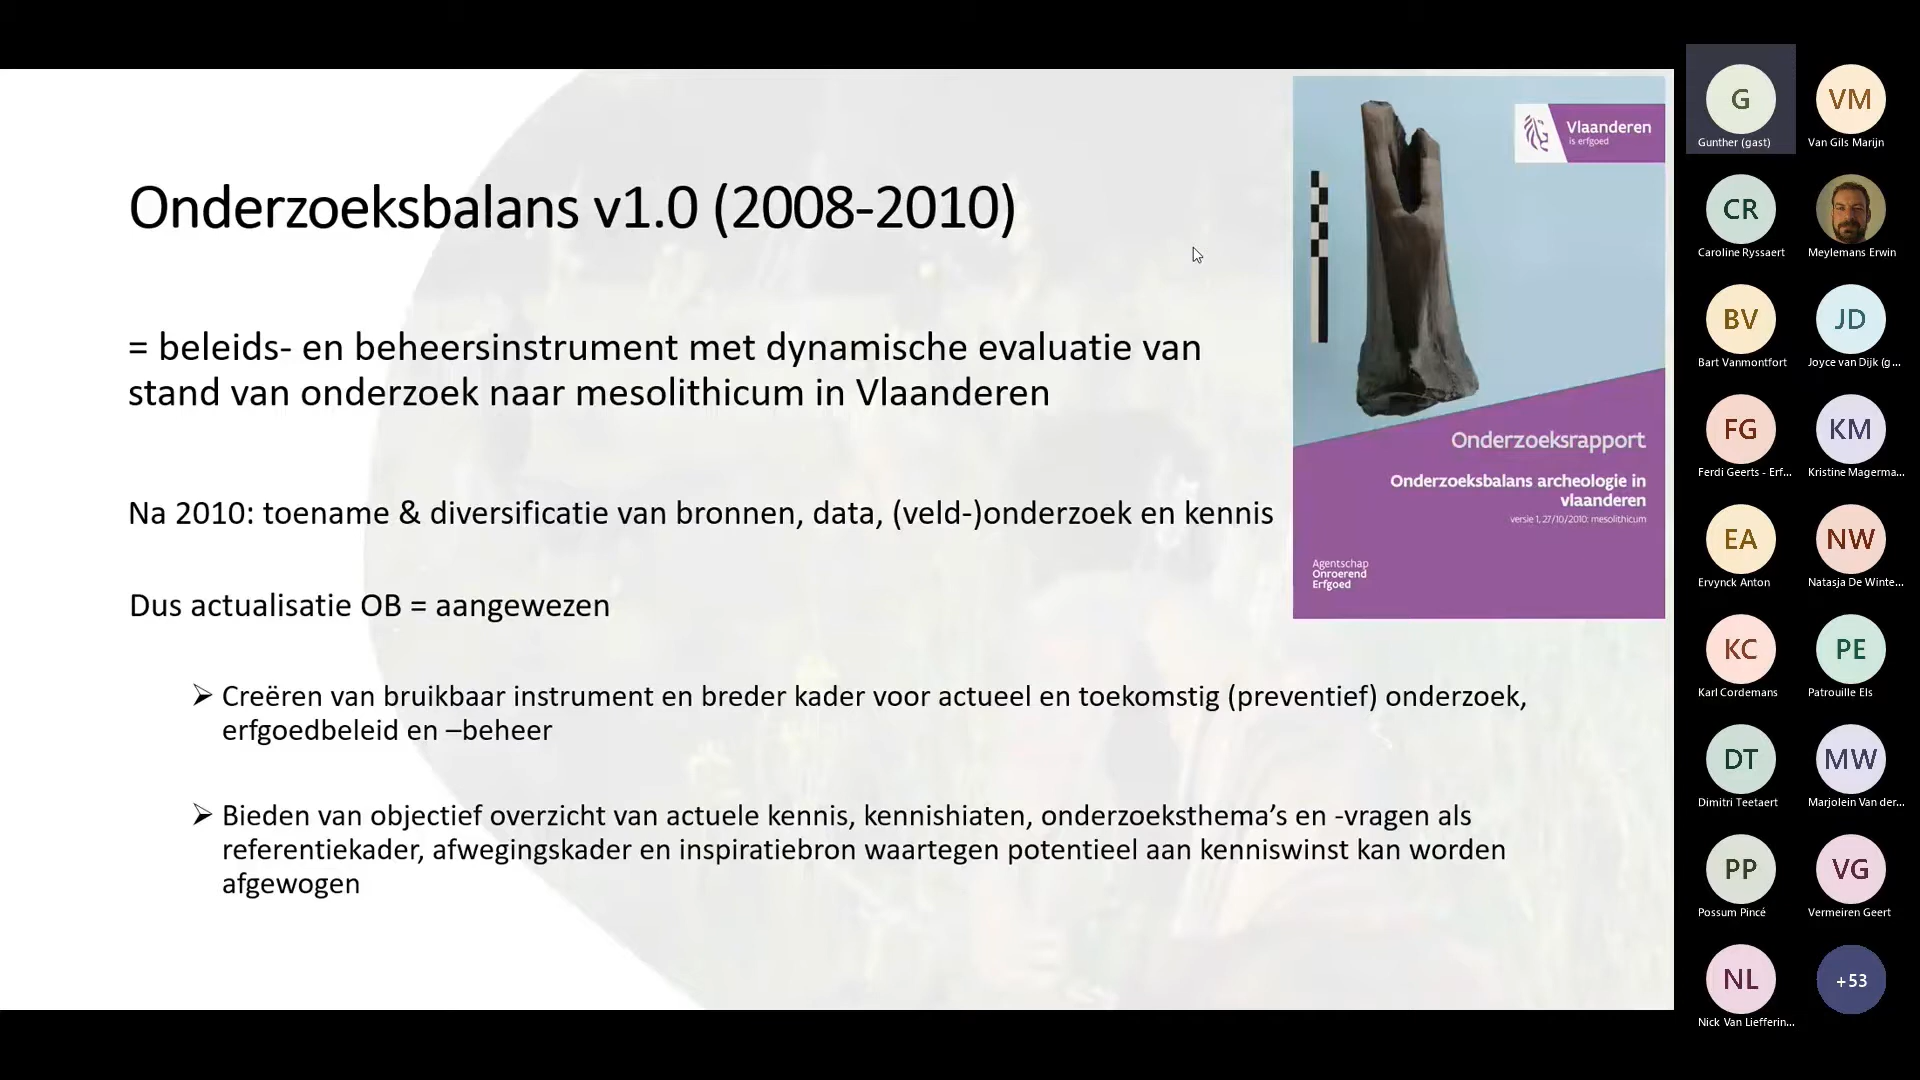 Onderzoeksbalans v1.0 (2008-2010)
= beleids- en beheersinstrument met dynamische evaluatie van
stand van onderzoek naar mesolithicum in Vlaanderen
Na 2010: toename & diversificatie van bronnen, data, (veld-)onderzoek en kennis
Dus actualisatie OB = aangewezen
➢ Creëren van bruikbaar instrument en breder kader voor actueel en toekomstig (preventief) onderzoek,
erfgoedbeleid en –beheer
➢ Bieden van objectief overzicht van actuele kennis, kennishiaten, onderzoeksthema’s en -vragen als
referentiekader, afwegingskader en inspiratiebron waartegen potentieel aan kenniswinst kan worden
afgewogen
Vlaanderen
is erfgoed
Onderzoeksrapport
Onderzoeksbalans archeologie in
vlaanderen
versie 1, 27/10/2010: mesolithicum
Agentschap
Onroerend
Erfgoed
G
Gunther (gast)
VM
Van Gils Marijn
CR
Caroline Ryssaert
Meylemans Erwin
BV
Bart Vanmontfort
JD
Joyce van Dijk (g...
FG
Ferdi Geerts - Erf...
KM
Kristine Magerma...
EA
Ervynck Anton
NW
Natasja De Winte...
KC
Karl Cordemans
PE
Patrouille Els
DT
Dimitri Teetaert
MW
Marjolein Van der...
PP
Possum Pincé
VG
Vermeiren Geert
NL
Nick Van Liefferin...
+53